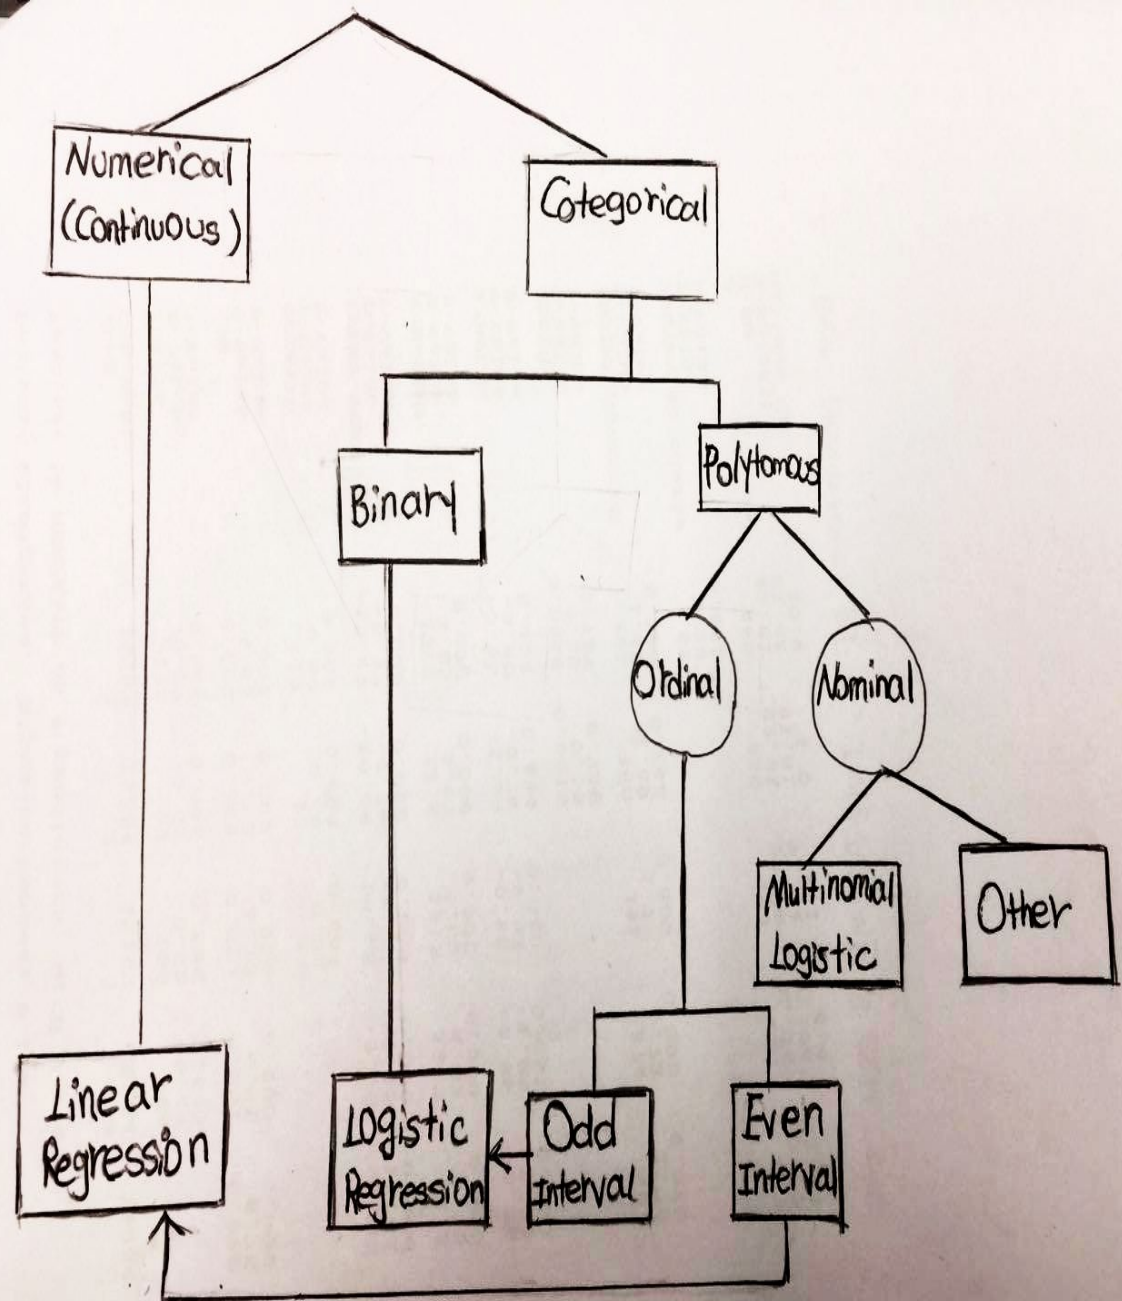 Numerical
(Continuous)
Categorical
Binary
Polytomous
Ordinal
Nominal
Multinomial
Logistic
Other
Linear
Regression
Logistic
Regression
Odd
Interval
Even
Interval